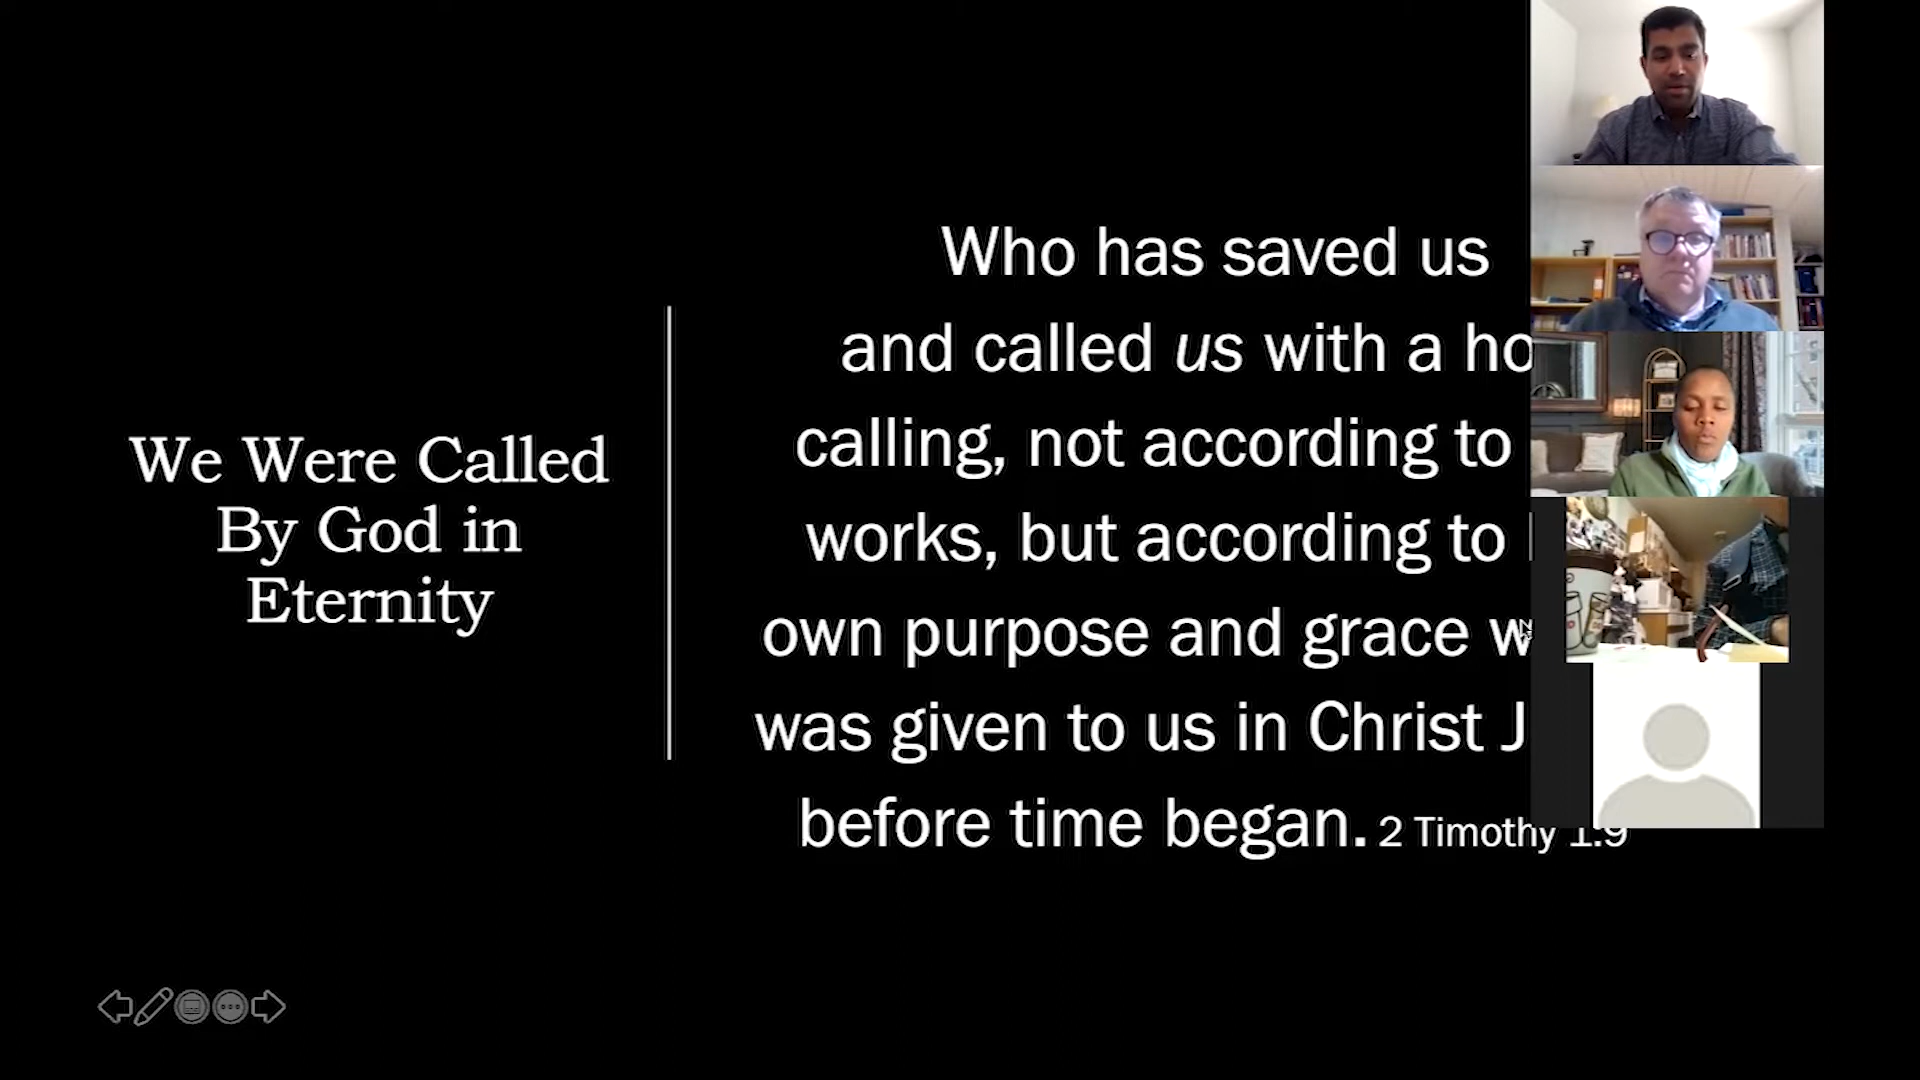 We Were Called
By God in
Eternity
Who has saved us
and called us with a
calling, not according to
works, but according to
own purpose and grace
was given to us in Christ
before time began. 2 Timothy 1:9